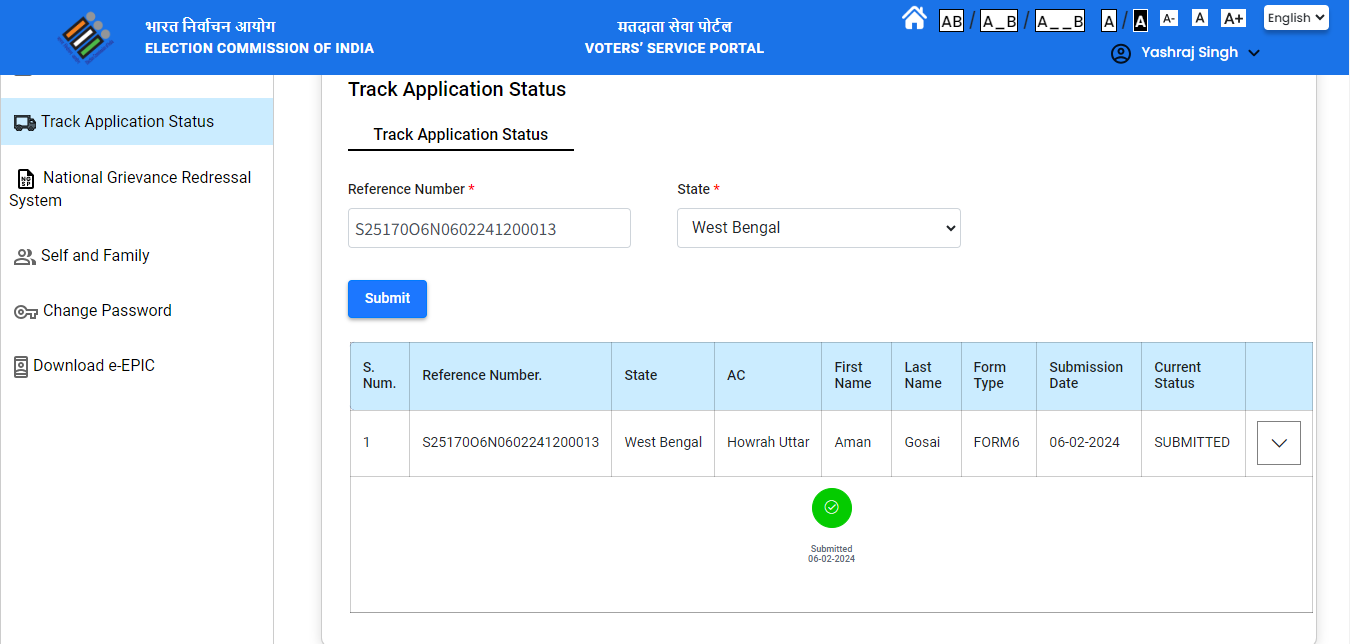 भारत निर्वाचन आयोग
ELECTION COMMISSION OF INDIA
मतदाता सेवा पोर्टल
VOTERS’ SERVICE PORTAL
AB / A_B / A__B A / A A- A A+ English
Yashraj Singh
Track Application Status
National Grievance Redressal
System
Self and Family
Change Password
Download e-EPIC
Track Application Status
Track Application Status
Reference Number * State *
S25170O6N0602241200013 West Bengal
Submit
S. Num. Reference Number. State AC First Name Last Name Form Type Submission Date Current Status
1 S25170O6N0602241200013 West Bengal Howrah Uttar Aman Gosai FORM6 06-02-2024 SUBMITTED
Submitted
06-02-2024